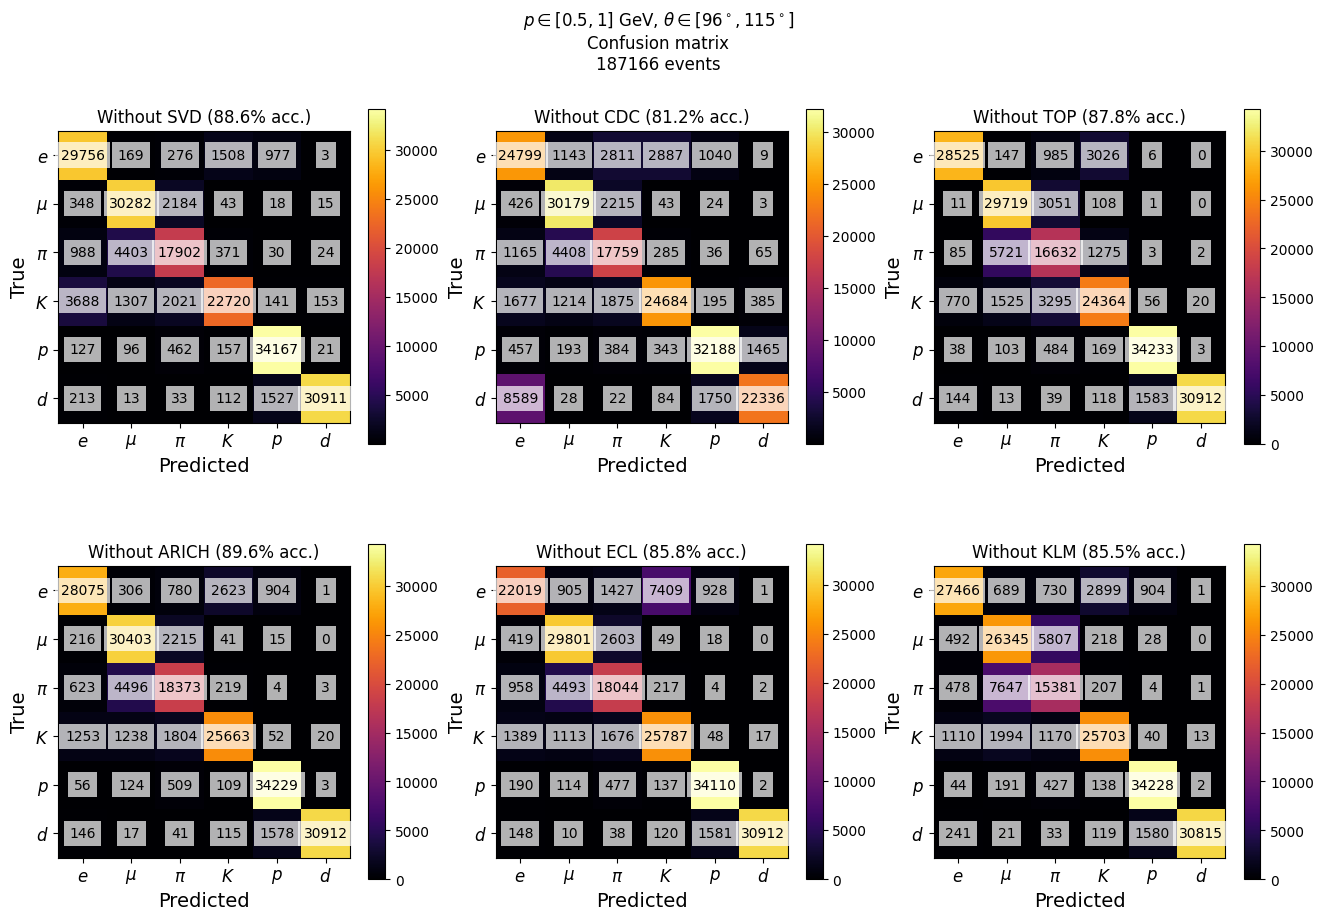 p ∈ [0.5, 1] GeV, θ ∈ [96°, 115°]
Confusion matrix
187166 events
Without SVD (88.6% acc.)
True
e 29756 169 276 1508 977 3
μ 348 30282 2184 43 18 15
π 988 4403 17902 371 30 24
K 3688 1307 2021 22720 141 153
p 127 96 462 157 34167 21
d 213 13 33 112 1527 30911
e μ π K p d
Predicted
30000
25000
20000
15000
10000
5000
Without CDC (81.2% acc.)
True
e 24799 1143 2811 2887 1040 9
μ 426 30179 2215 43 24 3
π 1165 4408 17759 285 36 65
K 1677 1214 1875 24684 195 385
p 457 193 384 343 32188 1465
d 8589 28 22 84 1750 22336
e μ π K p d
Predicted
30000
25000
20000
15000
10000
5000
Without TOP (87.8% acc.)
True
e 28525 147 985 3026 6 0
μ 11 29719 3051 108 1 0
π 85 5721 16632 1275 3 2
K 770 1525 3295 24364 56 20
p 38 103 484 169 34233 3
d 144 13 39 118 1583 30912
e μ π K p d
Predicted
30000
25000
20000
15000
10000
5000
0
Without ARICH (89.6% acc.)
True
e 28075 306 780 2623 904 1
μ 216 30403 2215 41 15 0
π 623 4496 18373 219 4 3
K 1253 1238 1804 25663 52 20
p 56 124 509 109 34229 3
d 146 17 41 115 1578 30912
e μ π K p d
Predicted
30000
25000
20000
15000
10000
5000
0
Without ECL (85.8% acc.)
True
e 22019 905 1427 7409 928 1
μ 419 29801 2603 49 18 0
π 958 4493 18044 217 4 2
K 1389 1113 1676 25787 48 17
p 190 114 477 137 34110 2
d 148 10 38 120 1581 30912
e μ π K p d
Predicted
30000
25000
20000
15000
10000
5000
0
Without KLM (85.5% acc.)
True
e 27466 689 730 2899 904 1
μ 492 26345 5807 218 28 0
π 478 7647 15381 207 4 1
K 1110 1994 1170 25703 40 13
p 44 191 427 138 34228 2
d 241 21 33 119 1580 30815
e μ π K p d
Predicted
30000
25000
20000
15000
10000
5000
0